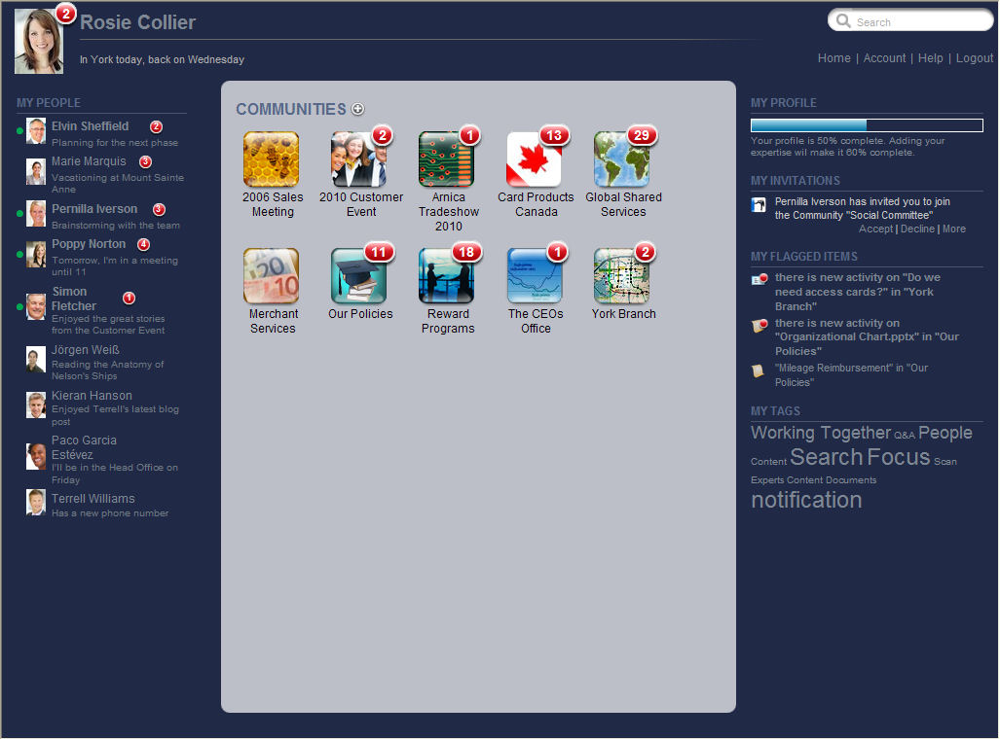 2
Rosie Collier
In York today, back on Wednesday
Search
Home | Account | Help | Logout
MY PEOPLE
Elvin Sheffield 2
Planning for the next phase
Marie Marquis 3
Vacationing at Mount Sainte
Anne
Pernilla Iverson 3
Brainstorming with the team
Poppy Norton 4
Tomorrow, I'm in a meeting
until 11
Simon
Fletcher 1
Enjoyed the great stories
from the Customer Event
Jörgen Weiß
Reading the Anatomy of
Nelson's Ships
Kieran Hanson
Enjoyed Terrell's latest blog
post
Paco Garcia
Estévez
I'll be in the Head Office on
Friday
Terrell Williams
Has a new phone number
COMMUNITIES
2006 Sales
Meeting
2
2010 Customer
Event
1
Arnica
Tradeshow
2010
13
Card Products
Canada
29
Global Shared
Services
Merchant
Services
11
Our Policies
18
Reward
Programs
1
The CEOs
Office
2
York Branch
MY PROFILE
Your profile is 50% complete. Adding your
expertise wil make it 60% complete.
MY INVITATIONS
Pernilla Iverson has invited you to join
the Community "Social Committee"
Accept | Decline | More
MY FLAGGED ITEMS
there is new activity on "Do we
need access cards?" in "York
Branch"
there is new activity on
"Organizational Chart.pptx" in "Our
Policies"
"Mileage Reimbursement" in "Our
Policies"
MY TAGS
Working Together Q&A People
Content Search Focus Scan
Experts Content Documents
notification